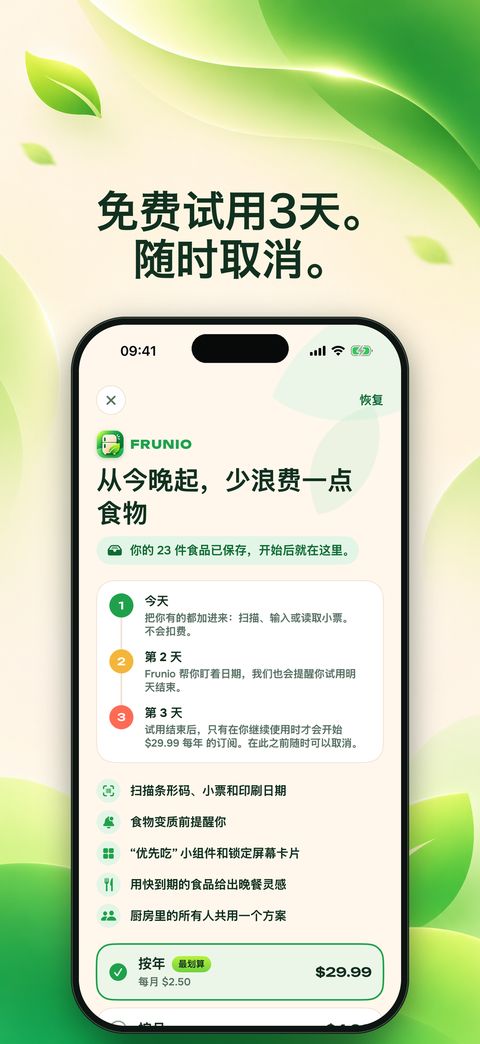 免费试用3天。
随时取消。
09:41
恢复
FRUNIO
从今晚起，少浪费一点
食物
你的 23 件食品已保存，开始后就在这里。
1
今天
把你有的都加进来：扫描、输入或读取小票。
不会扣费。
2
第 2 天
Frunio 帮你盯着日期，我们也会提醒你试用明
天结束。
3
第 3 天
试用结束后，只有在你继续使用时才会开始
$29.99 每年 的订阅。在此之前随时可以取消。
扫描条形码、小票和印刷日期
食物变质前提醒你
“优先吃” 小组件和锁定屏幕卡片
用快到期的食品给出晚餐灵感
厨房里的所有人共用一个方案
按年 最划算
$29.99
每月 $2.50